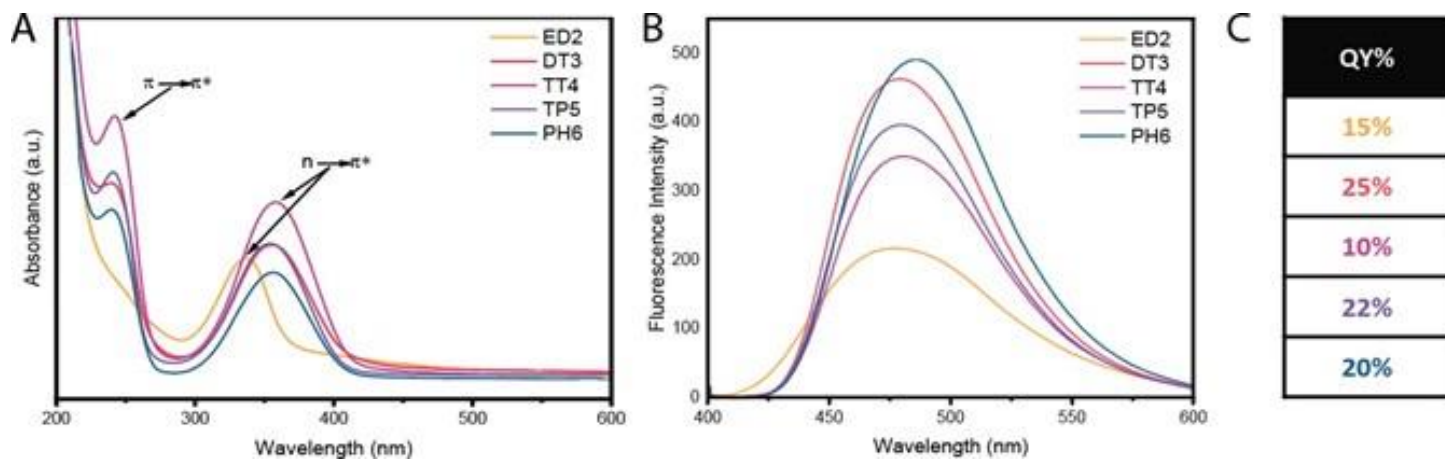 A
π → π*
n → π*
ED2
DT3
TT4
TP5
PH6
Absorbance (a.u.)
200 300 400 500 600
Wavelength (nm)
B
ED2
DT3
TT4
TP5
PH6
500
400
300
200
100
0
Fluorescence Intensity (a.u.)
400 450 500 550 600
Wavelength (nm)
C
QY%
15%
25%
10%
22%
20%